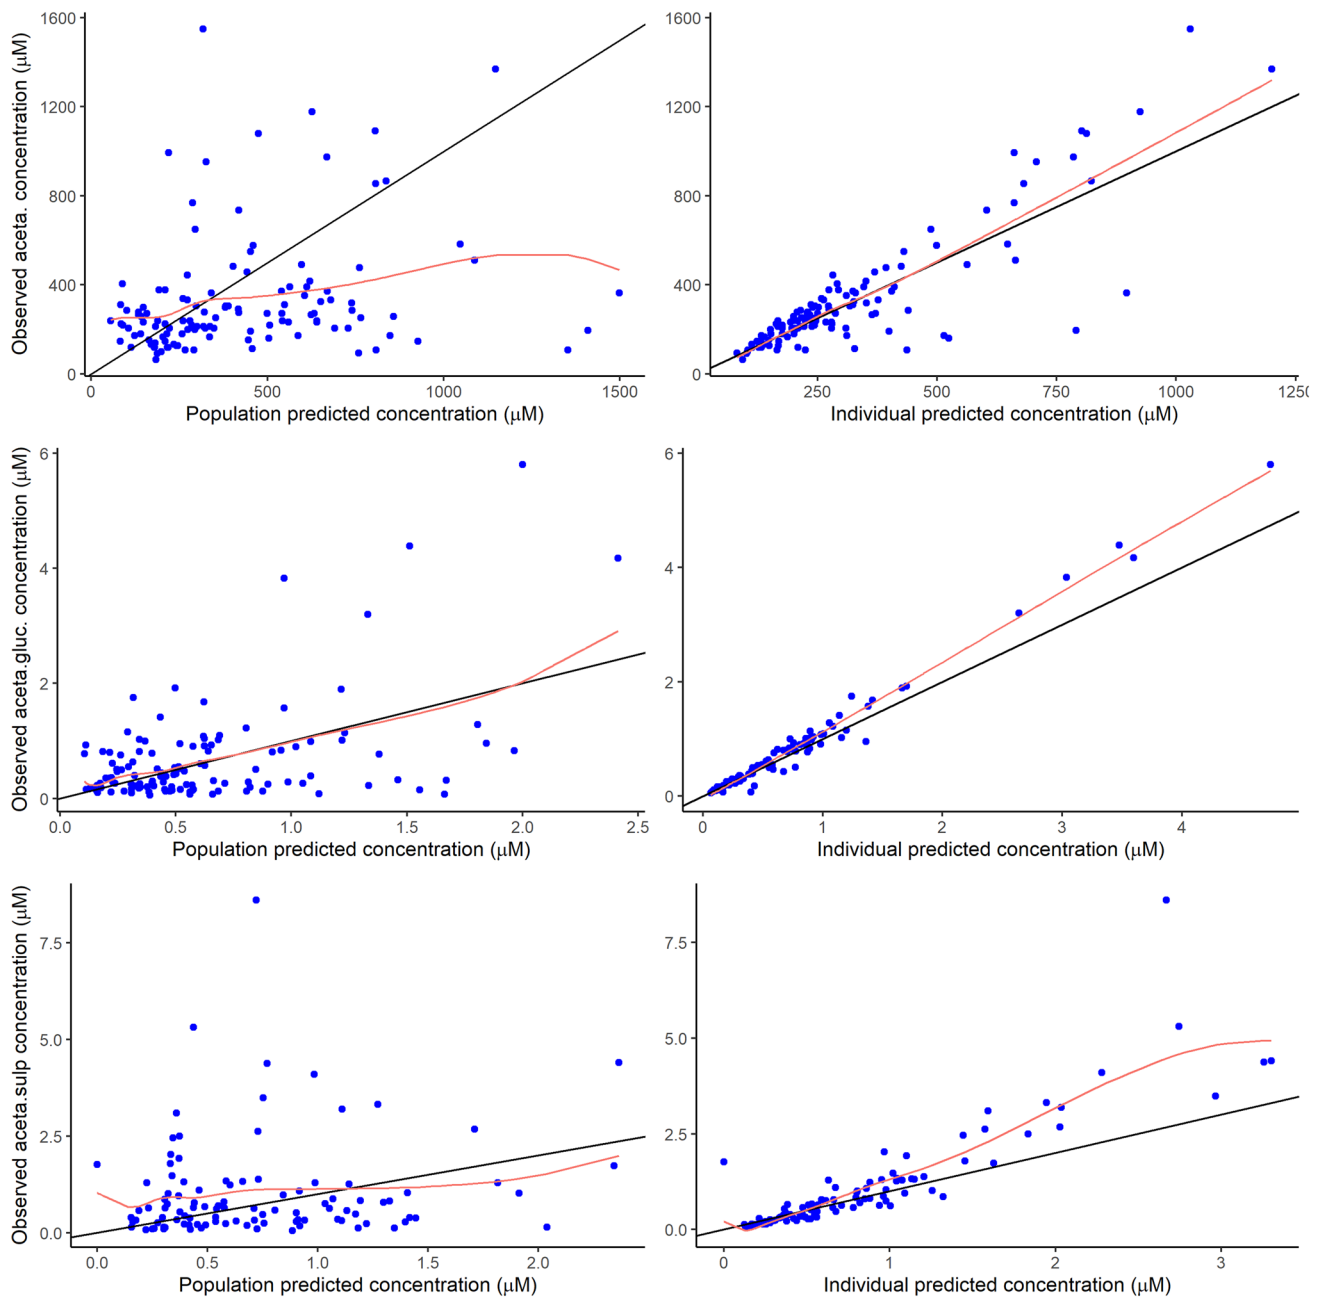 Observed aceta. concentration (μM)
1600
1200
800
400
0
0 500 1000 1500
Population predicted concentration (μM)
1600
1200
800
400
0
250 500 750 1000 1250
Individual predicted concentration (μM)
Observed aceta.gluc. concentration (μM)
6
4
2
0
0.0 0.5 1.0 1.5 2.0 2.5
Population predicted concentration (μM)
6
4
2
0
0 1 2 3 4
Individual predicted concentration (μM)
Observed aceta.sulp concentration (μM)
7.5
5.0
2.5
0.0
0.0 0.5 1.0 1.5 2.0
Population predicted concentration (μM)
7.5
5.0
2.5
0.0
0 1 2 3
Individual predicted concentration (μM)